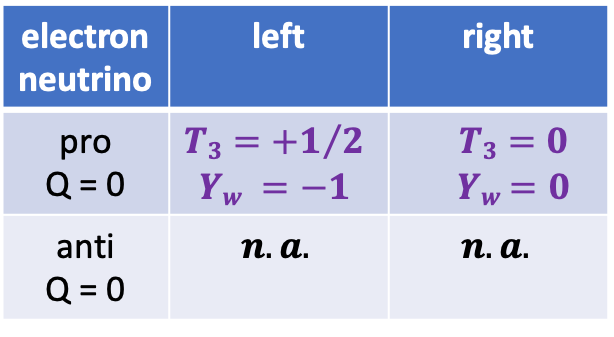 electron neutrino left right
pro Q = 0 T₃ = +1/2 Y_w = −1 T₃ = 0 Y_w = 0
anti Q = 0 n. a. n. a.